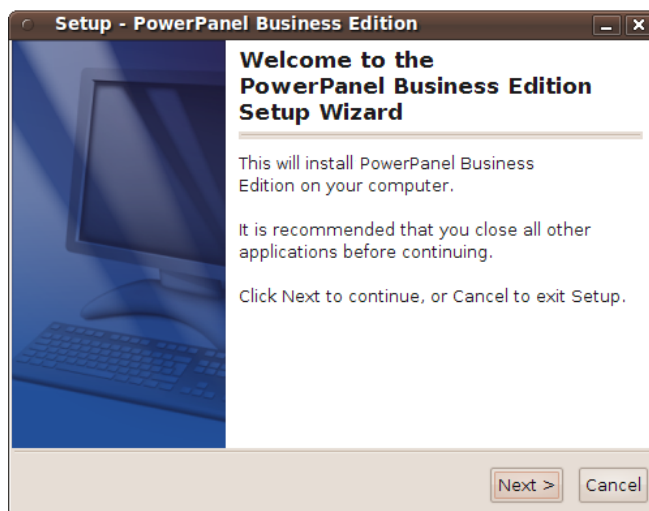 Setup - PowerPanel Business Edition
Welcome to the
PowerPanel Business Edition
Setup Wizard
This will install PowerPanel Business
Edition on your computer.
It is recommended that you close all other
applications before continuing.
Click Next to continue, or Cancel to exit Setup.
Next >
Cancel